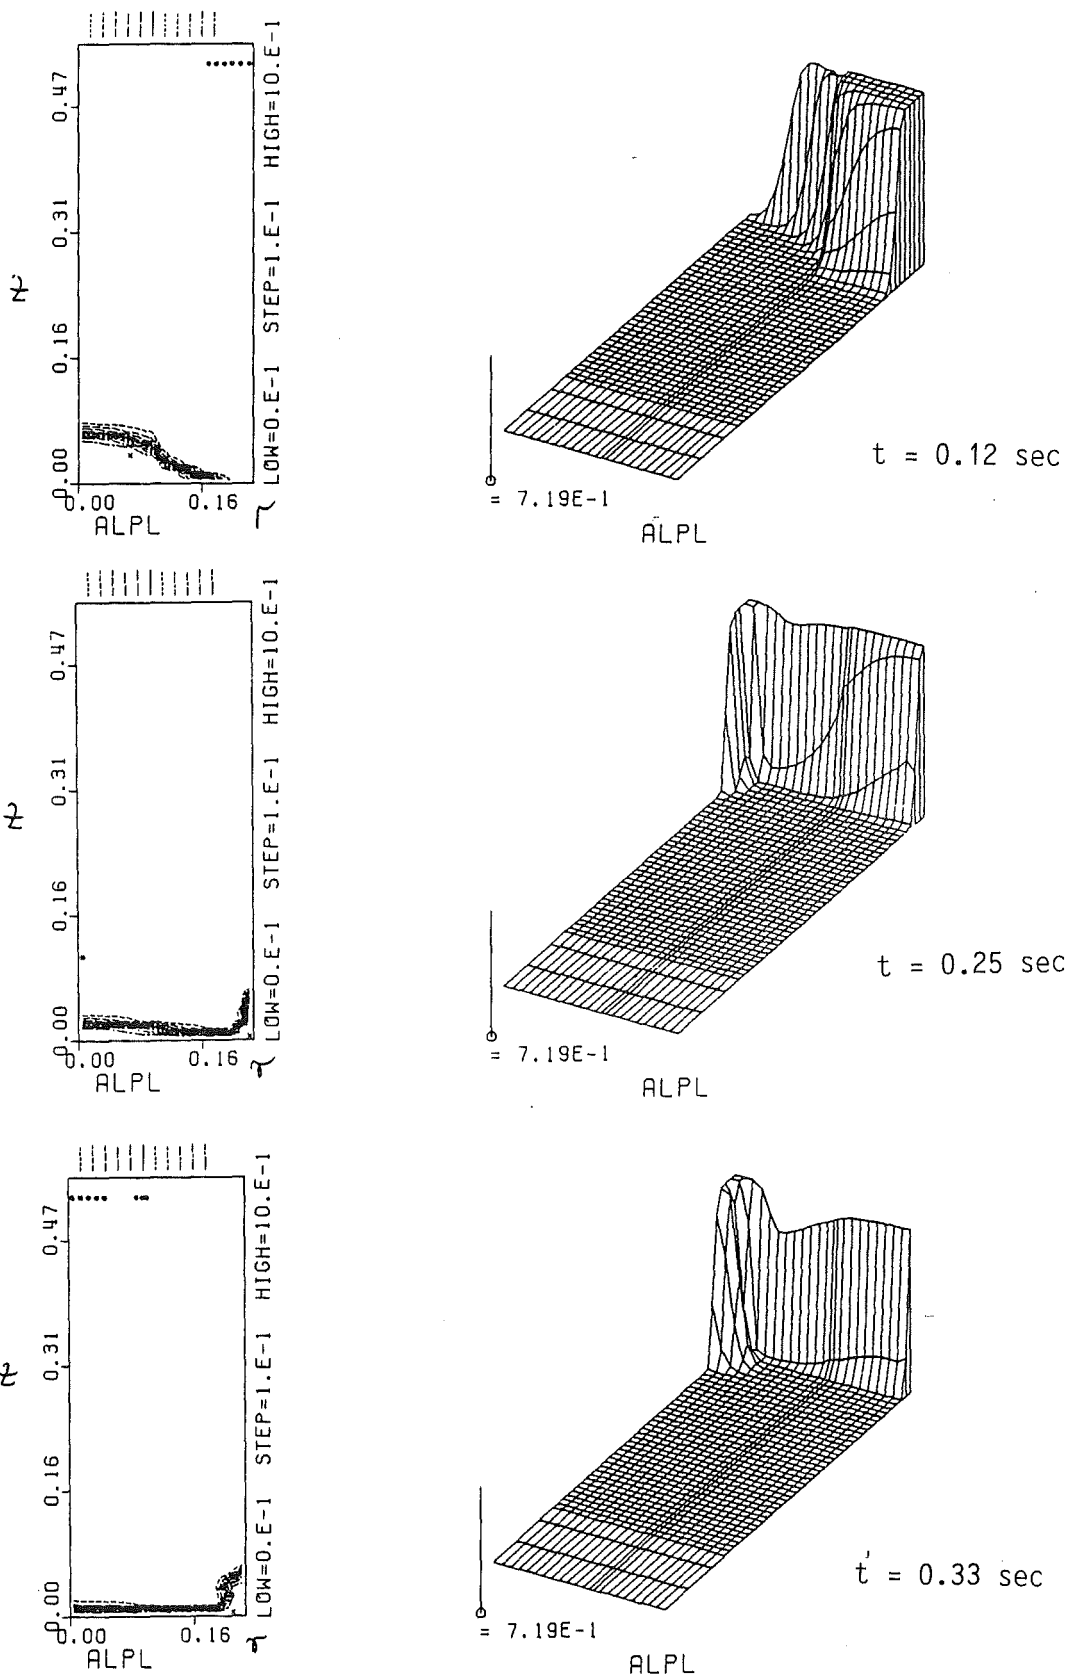 0.47
0.31
0.16
0.00
z
0.00 0.16 r
ALPL
LOW=0.E-1 STEP=1.E-1 HIGH=10.E-1
= 7.19E-1
ALPL
t = 0.12 sec
0.47
0.31
0.16
0.00
z
0.00 0.16 r
ALPL
LOW=0.E-1 STEP=1.E-1 HIGH=10.E-1
= 7.19E-1
ALPL
t = 0.25 sec
0.47
0.31
0.16
0.00
z
0.00 0.16 r
ALPL
LOW=0.E-1 STEP=1.E-1 HIGH=10.E-1
= 7.19E-1
ALPL
t = 0.33 sec